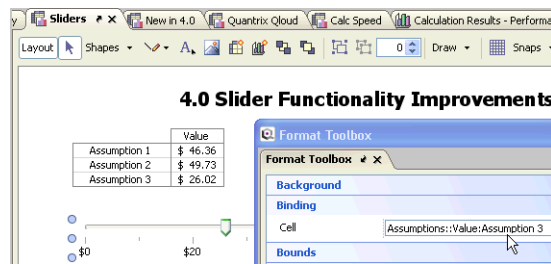 y Sliders New in 4.0 Quantrix Qloud Calc Speed Calculation Results - Performa
Layout Shapes A 0 Draw Snaps
4.0 Slider Functionality Improvements
Value
Assumption 1 $ 46.36
Assumption 2 $ 49.73
Assumption 3 $ 26.02
$0 $20
Format Toolbox
Format Toolbox
Background
Binding
Cell Assumptions::Value:Assumption 3
Bounds